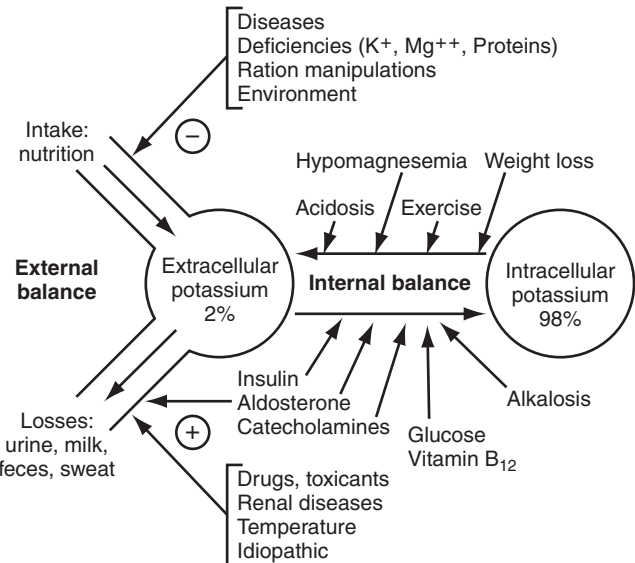 Diseases
Deficiencies (K+, Mg++, Proteins)
Ration manipulations
Environment
−
Intake:
nutrition
Hypomagnesemia
Weight loss
Acidosis
Exercise
External
balance
Extracellular
potassium
2%
Internal balance
Intracellular
potassium
98%
Insulin
Aldosterone
Catecholamines
Glucose
Vitamin B12
Alkalosis
Losses:
urine, milk,
feces, sweat
+
Drugs, toxicants
Renal diseases
Temperature
Idiopathic